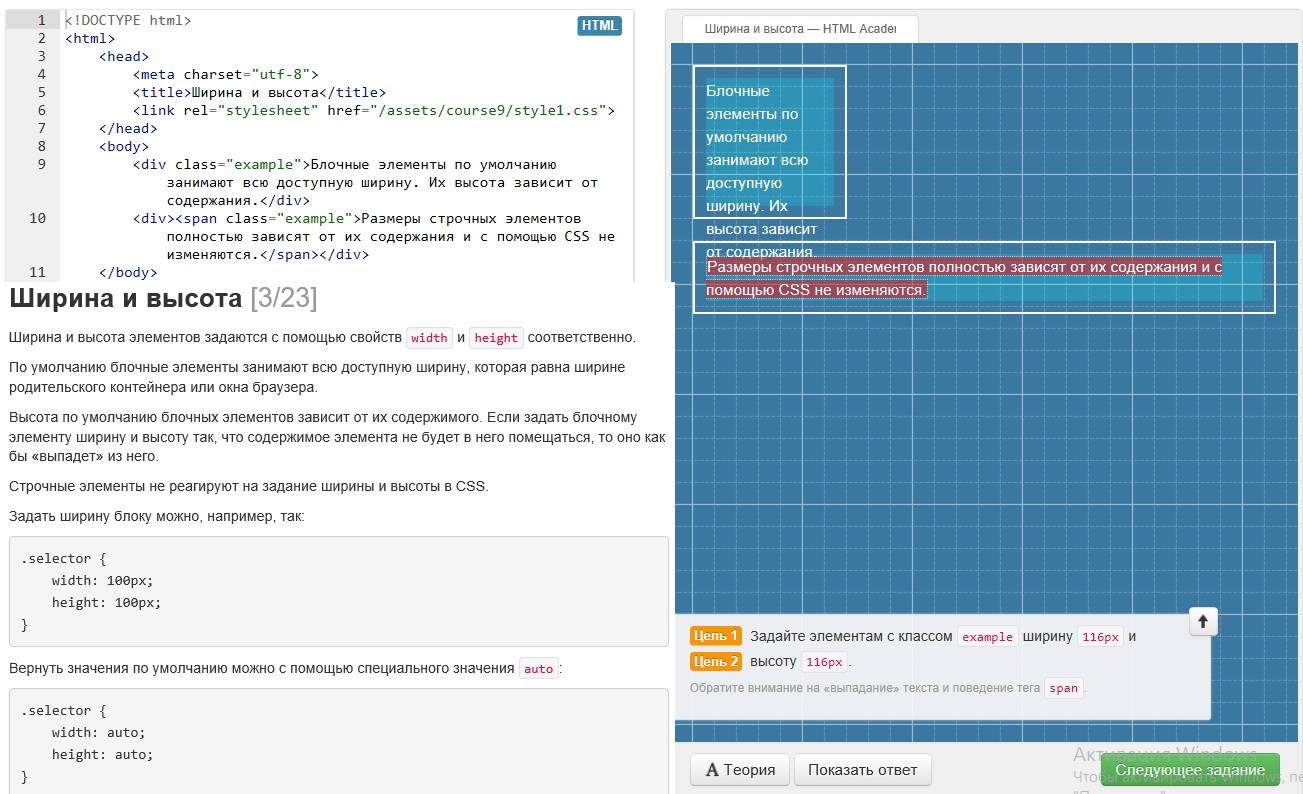 1 <!DOCTYPE html>
HTML
2 <html>
3 <head>
4 <meta charset="utf-8">
5 <title>Ширина и высота</title>
6 <link rel="stylesheet" href="/assets/course9/style1.css">
7 </head>
8 <body>
9 <div class="example">Блочные элементы по умолчанию
занимают всю доступную ширину. Их высота зависит от
содержания.</div>
10 <div><span class="example">Размеры строчных элементов
полностью зависят от их содержания и с помощью CSS не
изменяются.</span></div>
11 </body>
Ширина и высота [3/23]
Ширина и высота элементов задаются с помощью свойств width и height соответственно.
По умолчанию блочные элементы занимают всю доступную ширину, которая равна ширине
родительского контейнера или окна браузера.
Высота по умолчанию блочных элементов зависит от их содержимого. Если задать блочному
элементу ширину и высоту так, что содержимое элемента не будет в него помещаться, то оно как
бы «выпадет» из него.
Строчные элементы не реагируют на задание ширины и высоты в CSS.
Задать ширину блоку можно, например, так:
.selector {
width: 100px;
height: 100px;
}
Вернуть значения по умолчанию можно с помощью специального значения auto:
.selector {
width: auto;
height: auto;
}
Ширина и высота — HTML Acader
Блочные
элементы по
умолчанию
занимают всю
доступную
ширину. Их
высота зависит
от содержания.
Размеры строчных элементов полностью зависят от их содержания и с
помощью CSS не изменяются.
Цель 1 Задайте элементам с классом example ширину 116px и
Цель 2 высоту 116px.
Обратите внимание на «выпадание» текста и поведение тега span.
A Теория
Показать ответ
Следующее задание
Активация Windows
Чтобы активировать Windows, пе